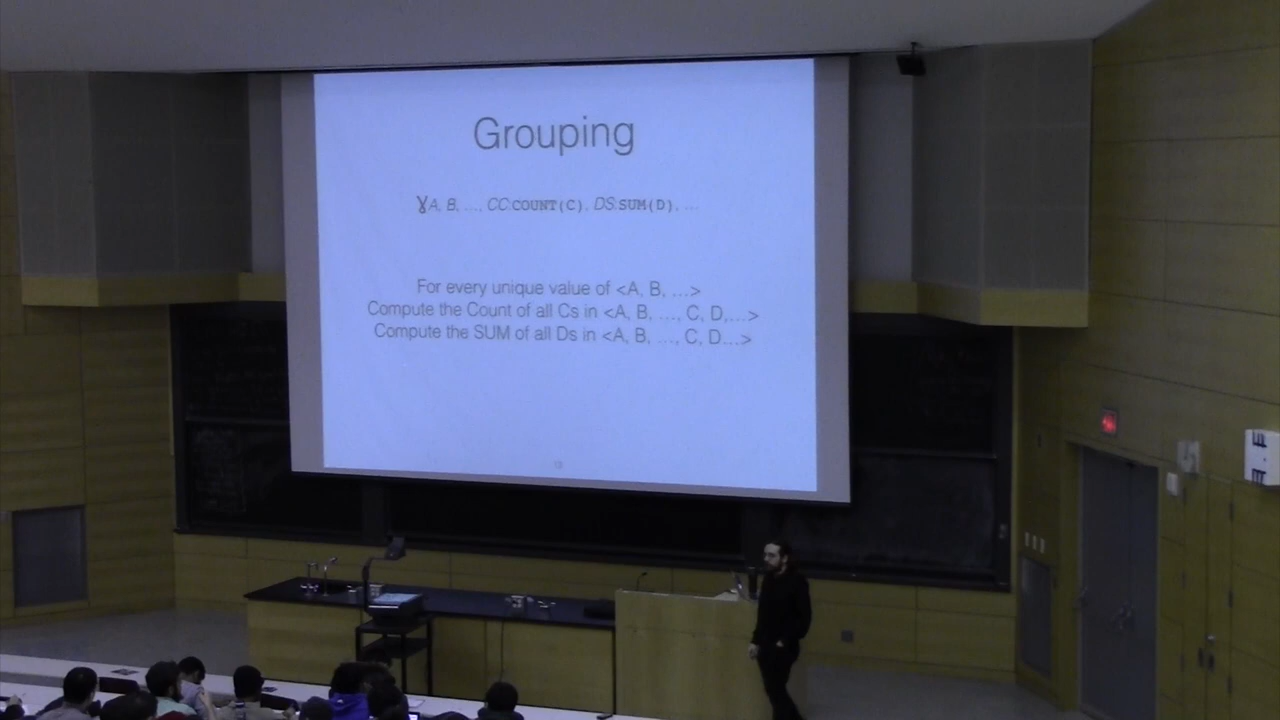 Grouping
ɣA, B, ..., CC:COUNT(C), DS:SUM(D), ...
For every unique value of <A, B, ...>
Compute the Count of all Cs in <A, B, ..., C, D,...>
Compute the SUM of all Ds in <A, B, ..., C, D...>